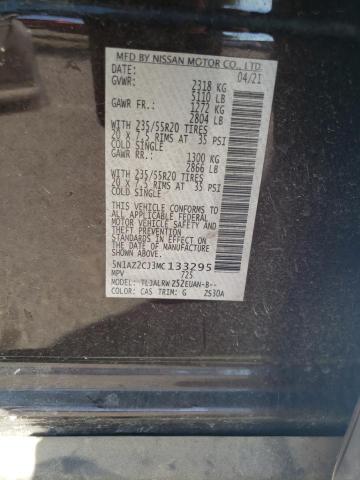 MFD BY NISSAN MOTOR CO., LTD.
DATE: 04/21
GVWR: 2318 KG
5110 LB
GAWR FR.: 1272 KG
2804 LB
WITH 235/55R20 TIRES
20 X 7.5 RIMS AT 35 PSI
COLD SINGLE
GAWR RR.: 1300 KG
2866 LB
WITH 235/55R20 TIRES
20 X 7.5 RIMS AT 35 PSI
COLD SINGLE
THIS VEHICLE CONFORMS TO
ALL APPLICABLE FEDERAL
MOTOR VEHICLE SAFETY AND
THEFT PREVENTION
STANDARDS IN EFFECT ON
THE DATE OF MANUFACTURE
SHOWN ABOVE.
5N1AZ2CJ3MC133295
MPV 725
MODEL: TLJALRWZ52EUAN-B--
COLOR: CAS TRIM: G Z530A